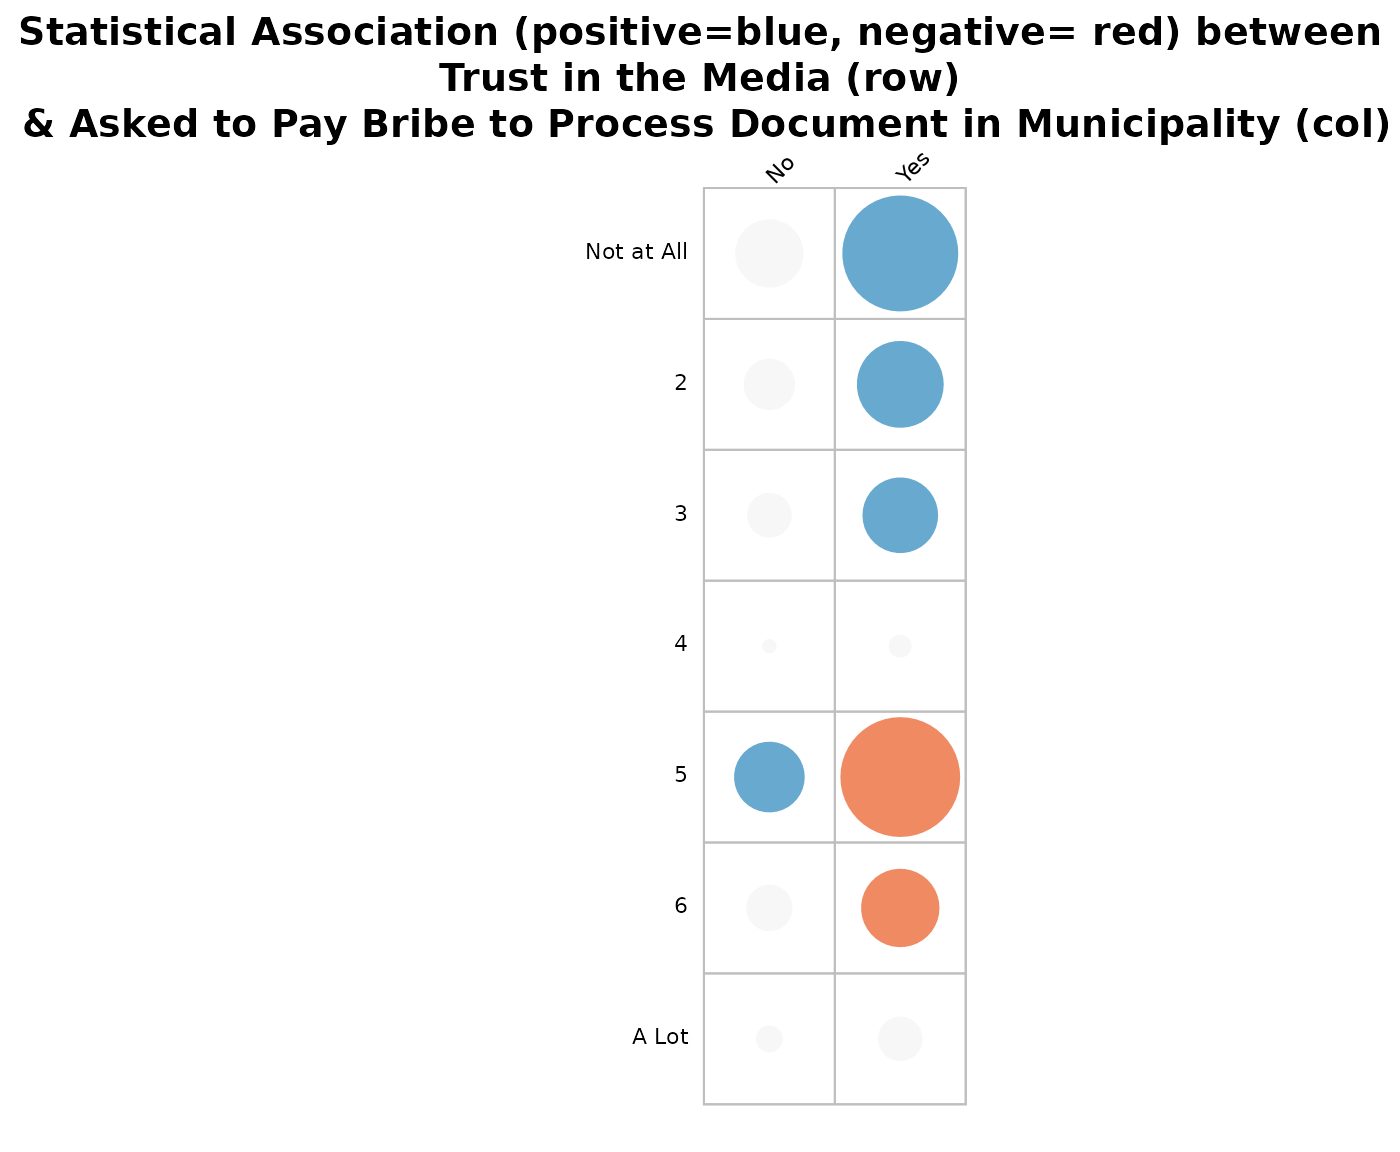 Statistical Association (positive=blue, negative= red) between
Trust in the Media (row)
& Asked to Pay Bribe to Process Document in Municipality (col)
No Yes
Not at All
2
3
4
5
6
A Lot